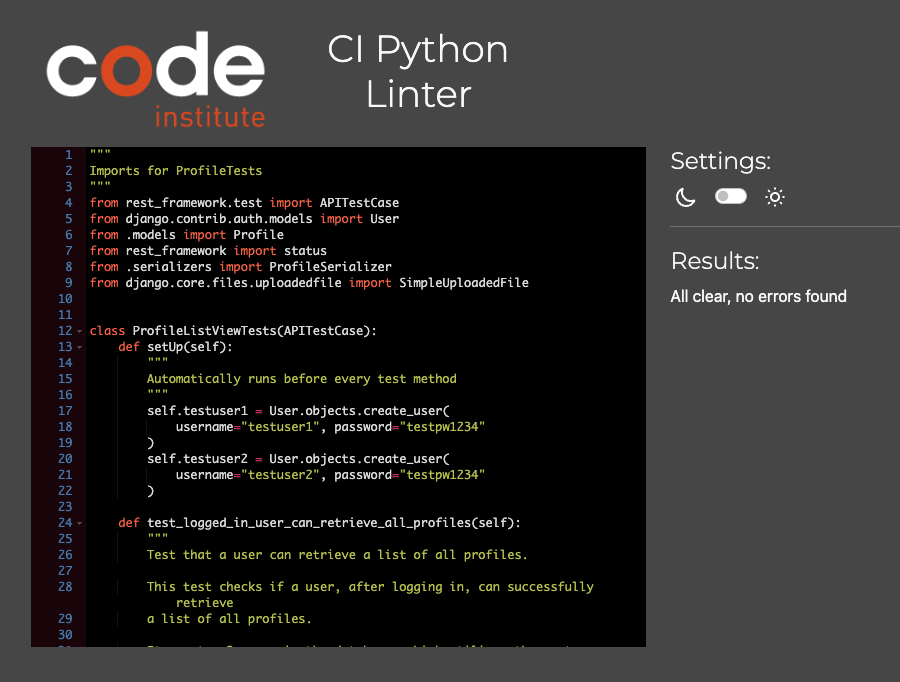 code
institute
CI Python
Linter
1 """
2 Imports for ProfileTests
3 """
4 from rest_framework.test import APITestCase
5 from django.contrib.auth.models import User
6 from .models import Profile
7 from rest_framework import status
8 from .serializers import ProfileSerializer
9 from django.core.files.uploadedfile import SimpleUploadedFile
10
11
12 class ProfileListViewTests(APITestCase):
13     def setUp(self):
14         """
15         Automatically runs before every test method
16         """
17         self.testuser1 = User.objects.create_user(
18             username="testuser1", password="testpw1234"
19         )
20         self.testuser2 = User.objects.create_user(
21             username="testuser2", password="testpw1234"
22         )
23
24     def test_logged_in_user_can_retrieve_all_profiles(self):
25         """
26         Test that a user can retrieve a list of all profiles.
27
28         This test checks if a user, after logging in, can successfully
retrieve
29         a list of all profiles.
30
Settings:
Results:
All clear, no errors found